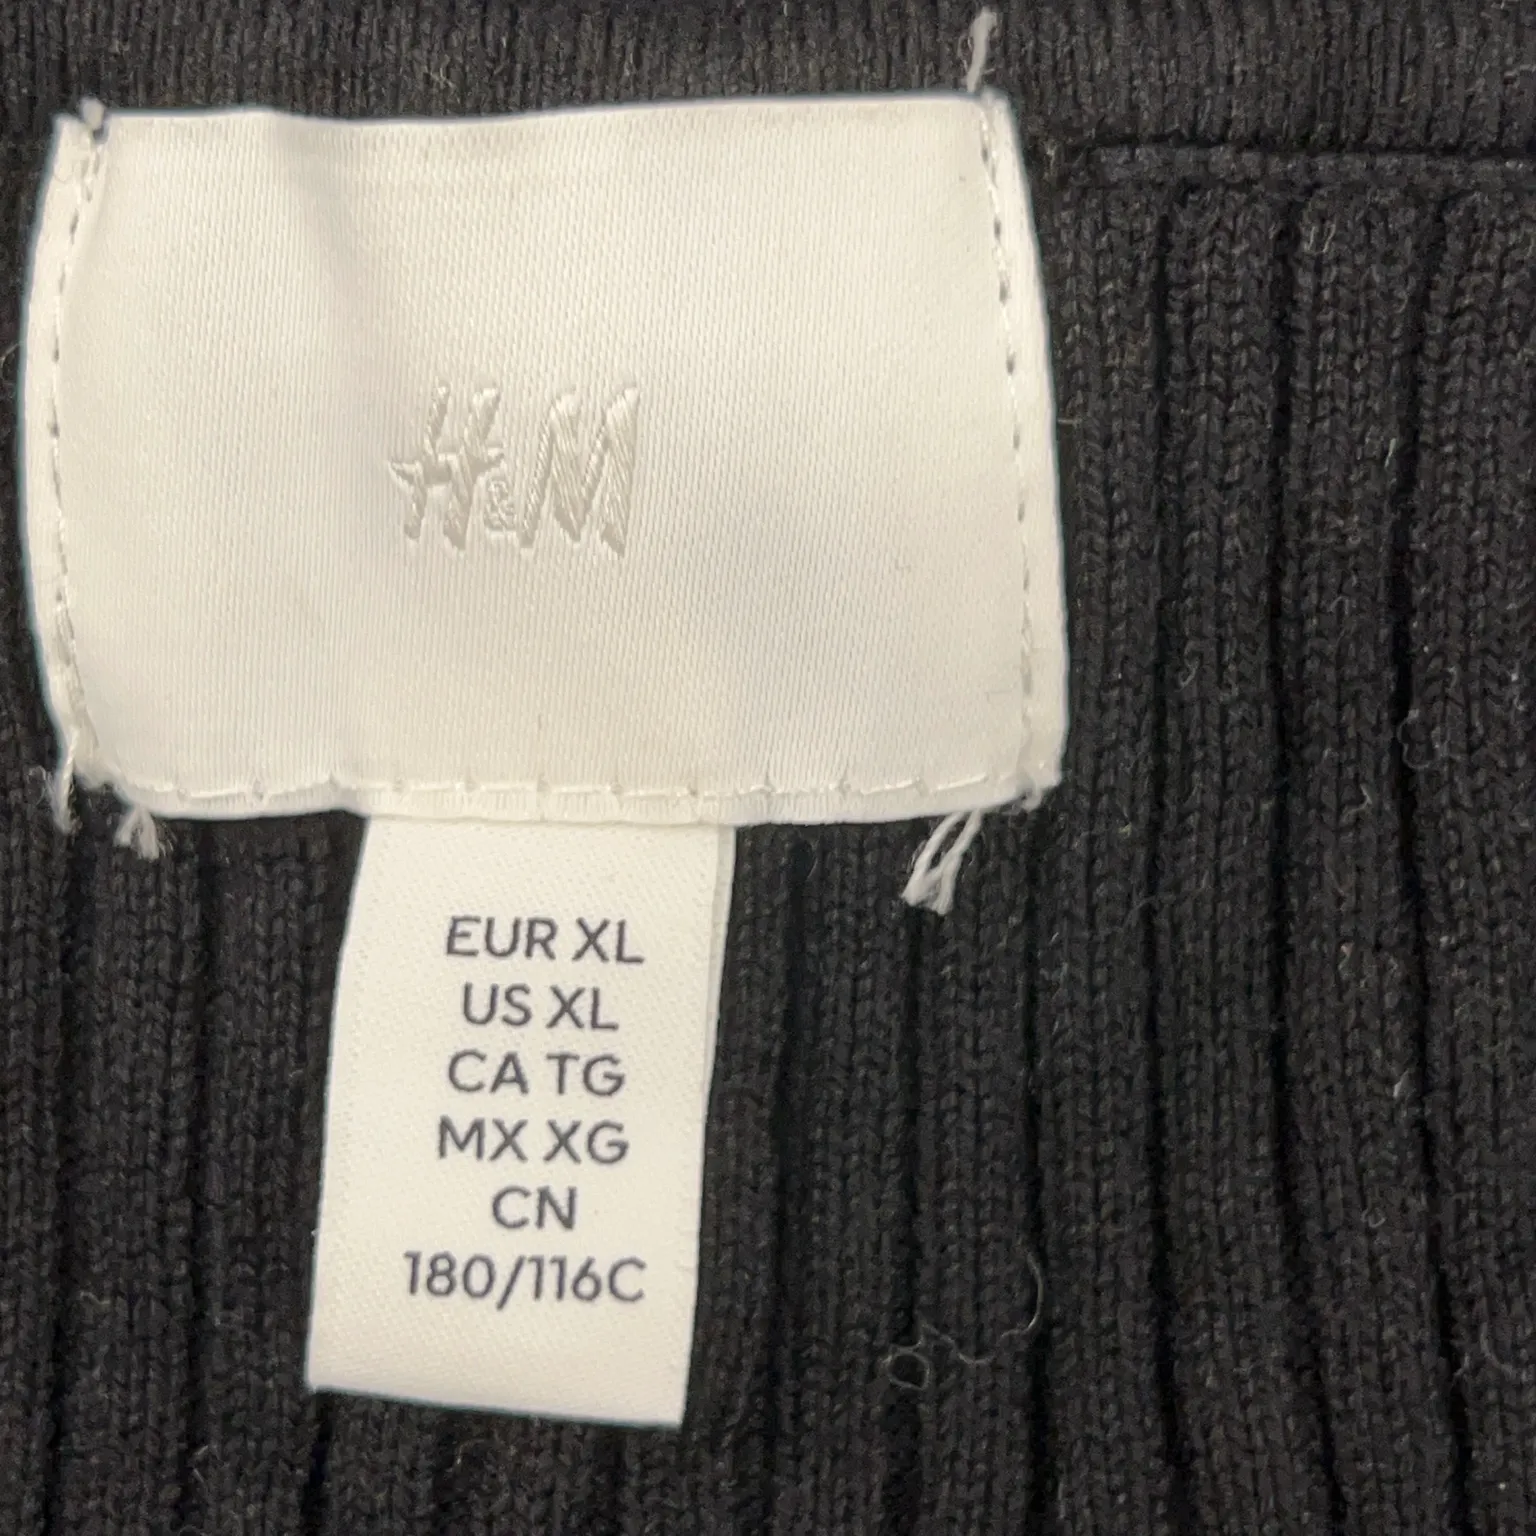 H&M
EUR XL
US XL
CA TG
MX XG
CN
180/116C